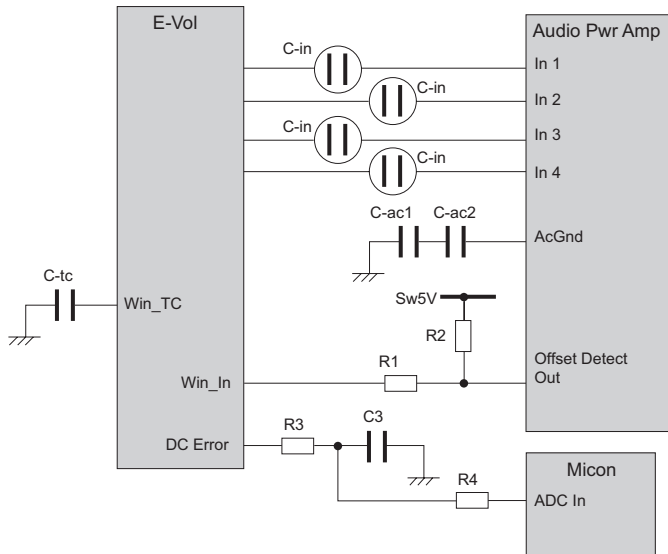 E-Vol
Audio Pwr Amp
C-in
In 1
C-in
In 2
C-in
In 3
C-in
In 4
C-ac1
C-ac2
AcGnd
C-tc
Win_TC
Sw5V
R2
R1
Offset Detect
Out
Win_In
R3
C3
DC Error
R4
Micon
ADC In